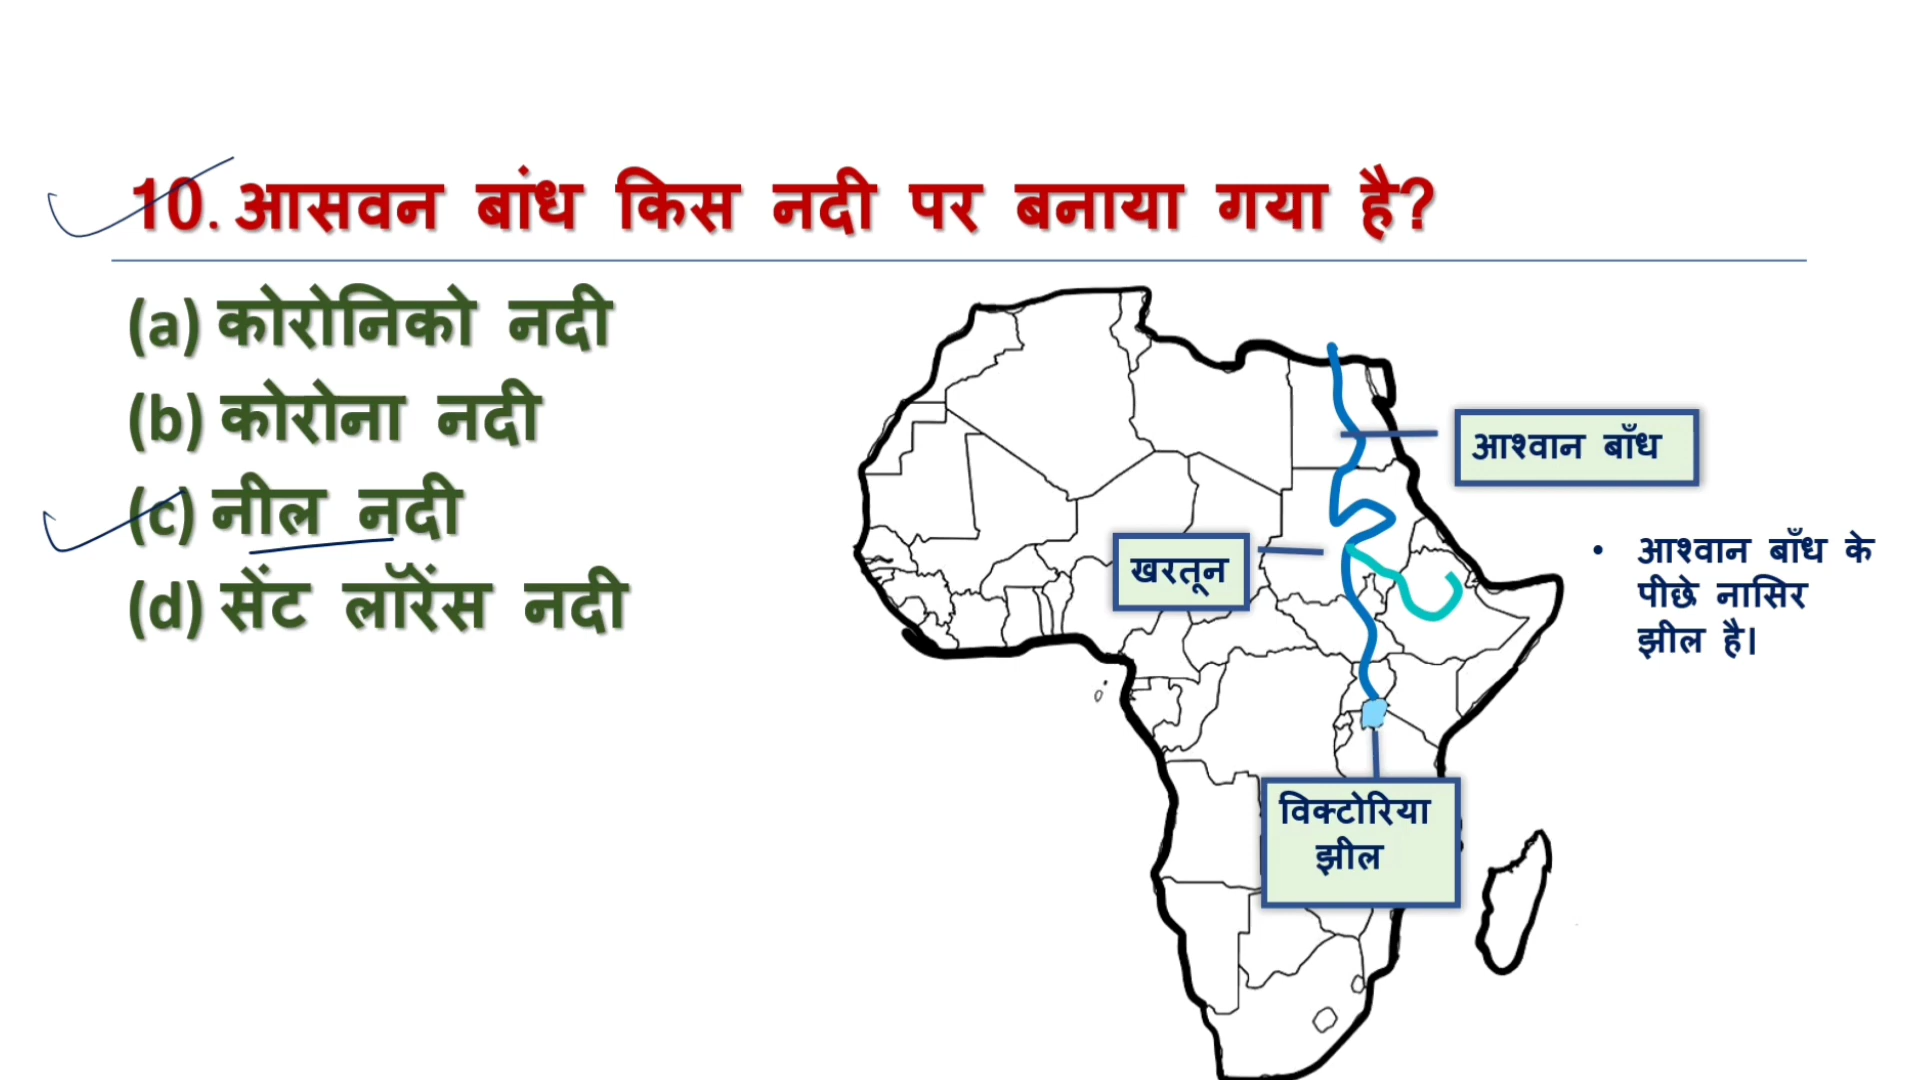 10. आसवन बांध किस नदी पर बनाया गया है?
(a) कोरोनिको नदी
(b) कोरोना नदी
(c) नील नदी
(d) सेंट लॉरेंस नदी
आश्वान बाँध
खरतून
• आश्वान बाँध के
पीछे नासिर
झील है।
विक्टोरिया
झील